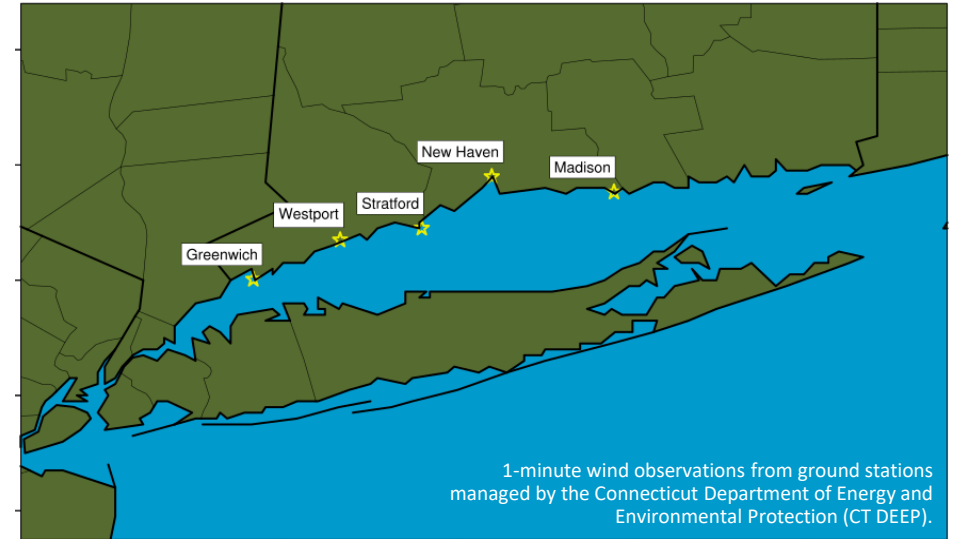 New Haven
Madison
Stratford
Westport
Greenwich
1-minute wind observations from ground stations
managed by the Connecticut Department of Energy and
Environmental Protection (CT DEEP).